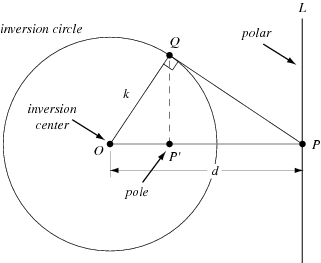 L
inversion circle
Q
polar
k
inversion
center
O
P'
P
d
pole